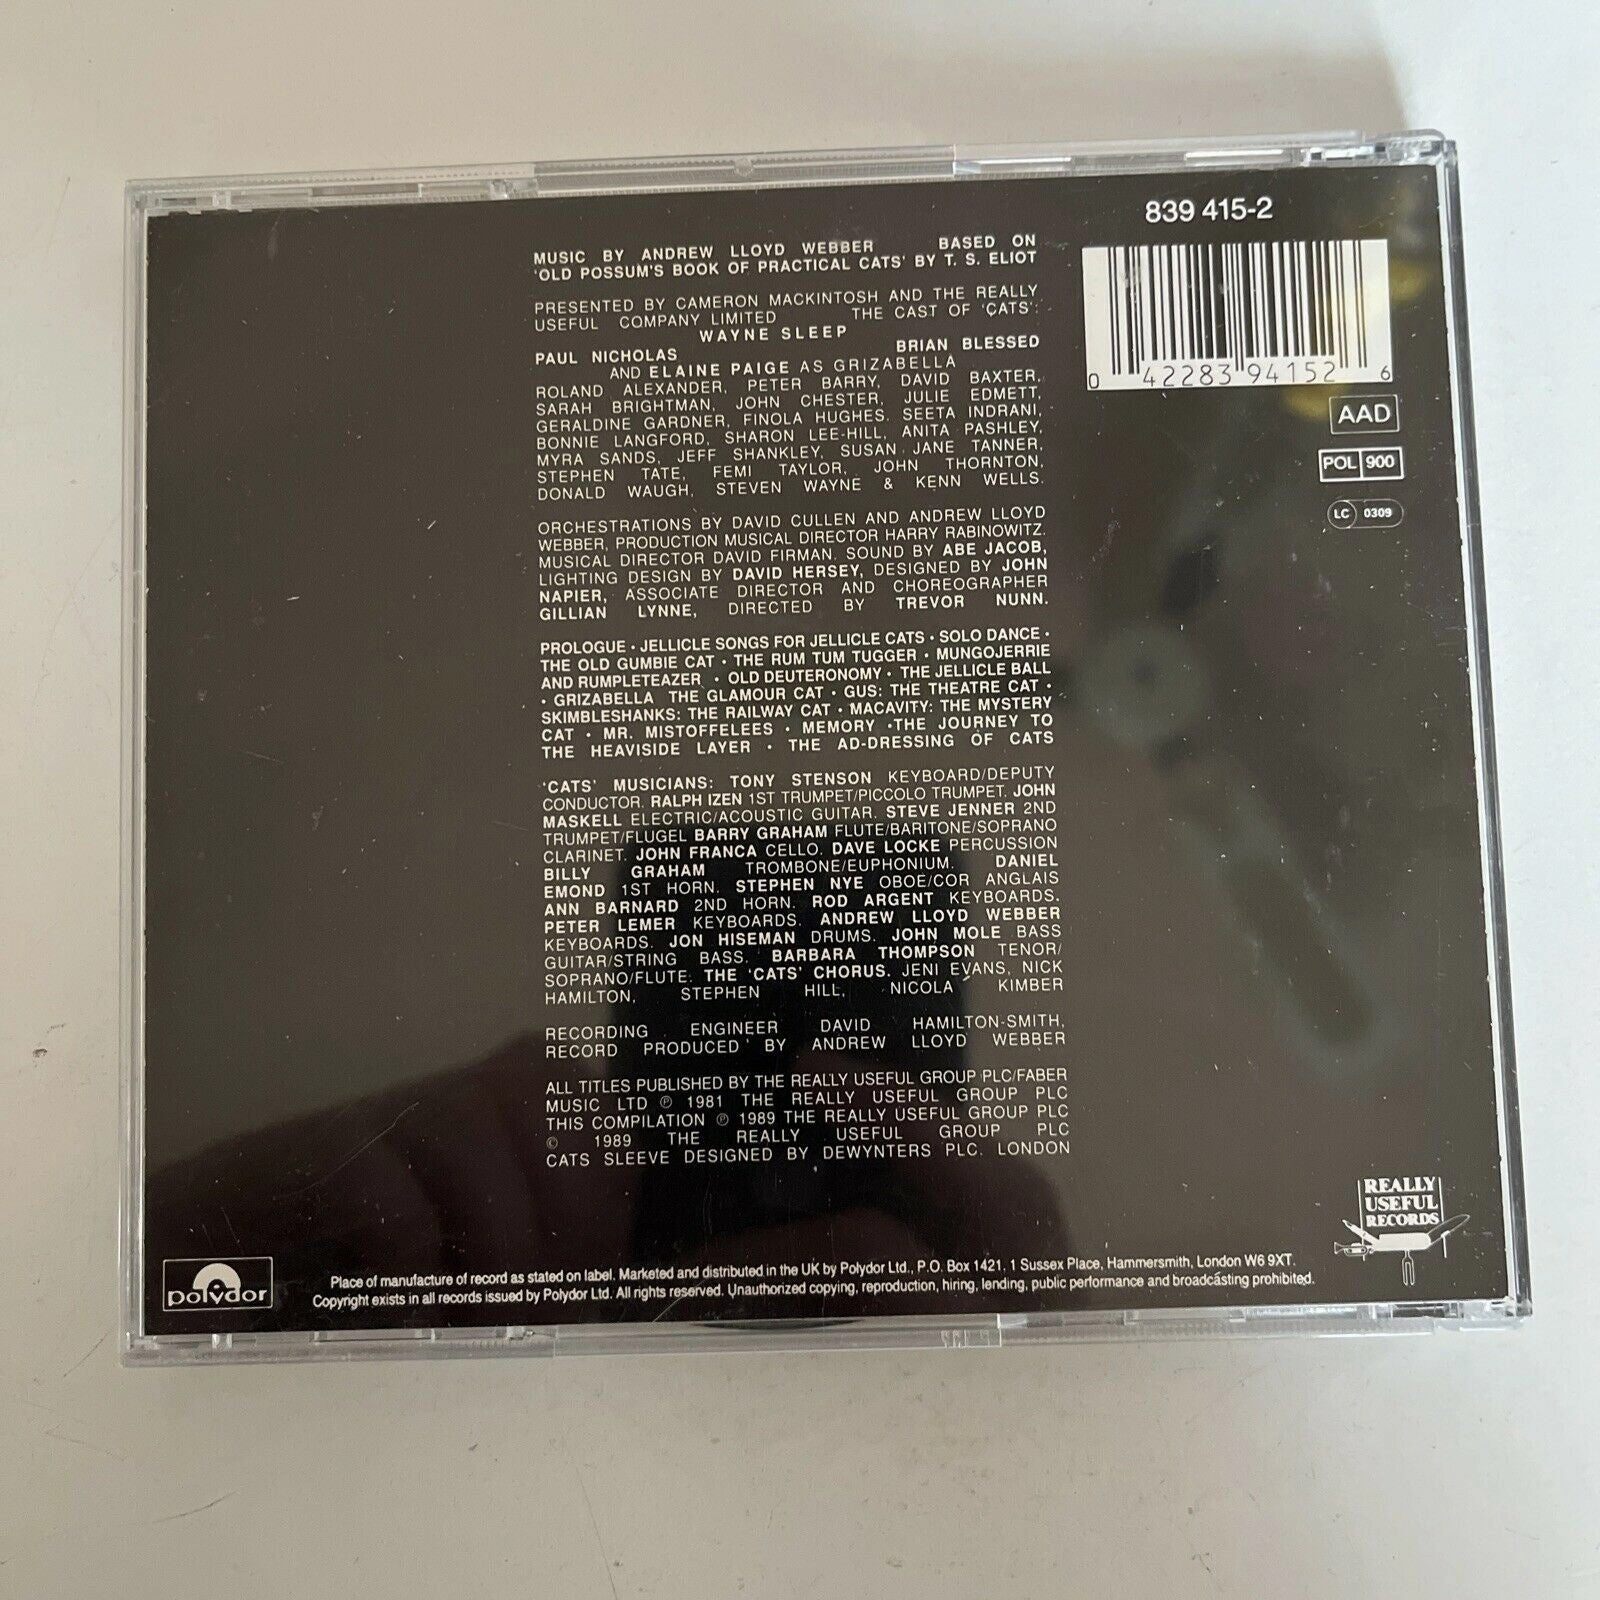 839 415-2
MUSIC BY ANDREW LLOYD WEBBER BASED ON
'OLD POSSUM'S BOOK OF PRACTICAL CATS' BY T. S. ELIOT
PRESENTED BY CAMERON MACKINTOSH AND THE REALLY
USEFUL COMPANY LIMITED THE CAST OF 'CATS':
WAYNE SLEEP
PAUL NICHOLAS BRIAN BLESSED
AND ELAINE PAIGE AS GRIZABELLA
ROLAND ALEXANDER, PETER BARRY, DAVID BAXTER,
SARAH BRIGHTMAN, JOHN CHESTER, JULIE EDMETT,
GERALDINE GARDNER, FINOLA HUGHES. SEETA INDRANI,
BONNIE LANGFORD, SHARON LEE-HILL, ANITA PASHLEY,
MYRA SANDS, JEFF SHANKLEY, SUSAN JANE TANNER,
STEPHEN TATE, FEMI TAYLOR, JOHN THORNTON,
DONALD WAUGH, STEVEN WAYNE & KENN WELLS.
ORCHESTRATIONS BY DAVID CULLEN AND ANDREW LLOYD
WEBBER, PRODUCTION MUSICAL DIRECTOR HARRY RABINOWITZ.
MUSICAL DIRECTOR DAVID FIRMAN. SOUND BY ABE JACOB,
LIGHTING DESIGN BY DAVID HERSEY, DESIGNED BY JOHN
NAPIER, ASSOCIATE DIRECTOR AND CHOREOGRAPHER
GILLIAN LYNNE, DIRECTED BY TREVOR NUNN.
PROLOGUE • JELLICLE SONGS FOR JELLICLE CATS • SOLO DANCE •
THE OLD GUMBIE CAT • THE RUM TUM TUGGER • MUNGOJERRIE
AND RUMPLETEAZER • OLD DEUTERONOMY • THE JELLICLE BALL
• GRIZABELLA THE GLAMOUR CAT • GUS: THE THEATRE CAT •
SKIMBLESHANKS: THE RAILWAY CAT • MACAVITY: THE MYSTERY
CAT • MR. MISTOFFELEES • MEMORY •THE JOURNEY TO
THE HEAVISIDE LAYER • THE AD-DRESSING OF CATS
'CATS' MUSICIANS: TONY STENSON KEYBOARD/DEPUTY
CONDUCTOR. RALPH IZEN 1ST TRUMPET/PICCOLO TRUMPET. JOHN
MASKELL ELECTRIC/ACOUSTIC GUITAR. STEVE JENNER 2ND
TRUMPET/FLUGEL BARRY GRAHAM FLUTE/BARITONE/SOPRANO
CLARINET. JOHN FRANCA CELLO. DAVE LOCKE PERCUSSION
BILLY GRAHAM TROMBONE/EUPHONIUM. DANIEL
EMOND 1ST HORN. STEPHEN NYE OBOE/COR ANGLAIS
ANN BARNARD 2ND HORN. ROD ARGENT KEYBOARDS.
PETER LEMER KEYBOARDS. ANDREW LLOYD WEBBER
KEYBOARDS. JON HISEMAN DRUMS. JOHN MOLE BASS
GUITAR/STRING BASS. BARBARA THOMPSON TENOR/
SOPRANO/FLUTE. THE 'CATS' CHORUS. JENI EVANS, NICK
HAMILTON, STEPHEN HILL, NICOLA KIMBER
RECORDING ENGINEER DAVID HAMILTON-SMITH,
RECORD PRODUCED BY ANDREW LLOYD WEBBER
ALL TITLES PUBLISHED BY THE REALLY USEFUL GROUP PLC/FABER
MUSIC LTD ℗ 1981 THE REALLY USEFUL GROUP PLC
THIS COMPILATION ℗ 1989 THE REALLY USEFUL GROUP PLC
© 1989 THE REALLY USEFUL GROUP PLC
CATS SLEEVE DESIGNED BY DEWYNTERS PLC. LONDON
0 42283 94152 6
AAD
POL 900
LC 0309
REALLY
USEFUL
RECORDS
polydor
Place of manufacture of record as stated on label. Marketed and distributed in the UK by Polydor Ltd., P.O. Box 1421, 1 Sussex Place, Hammersmith, London W6 9XT.
Copyright exists in all records issued by Polydor Ltd. All rights reserved. Unauthorized copying, reproduction, hiring, lending, public performance and broadcasting prohibited.